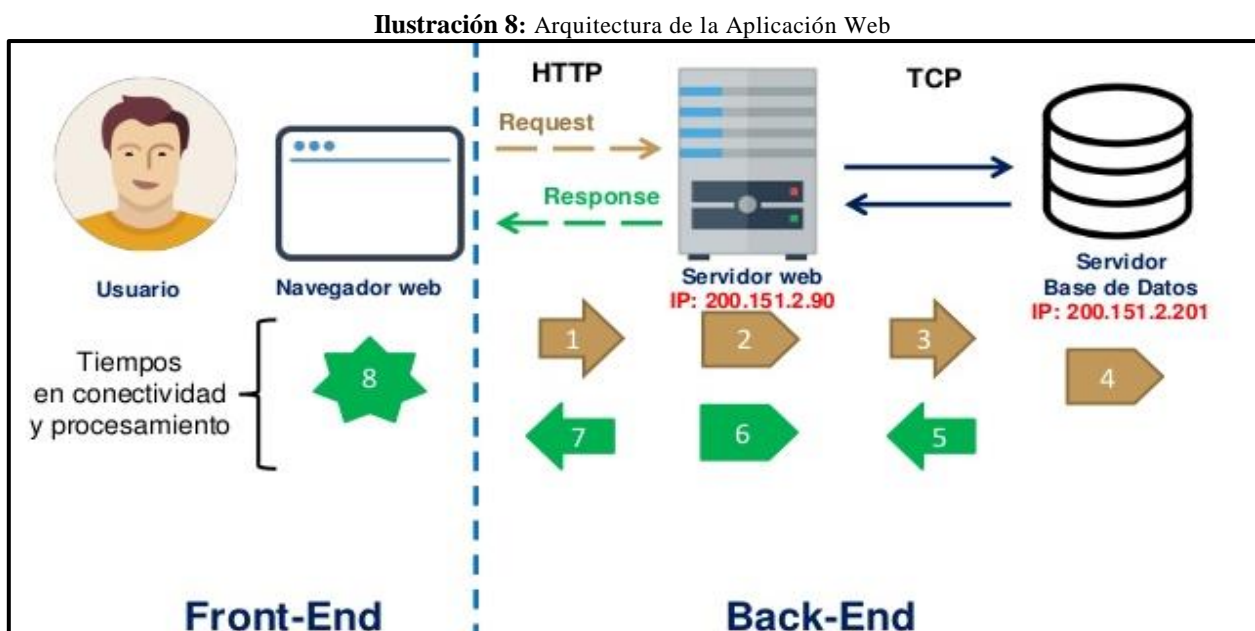 Ilustración 8: Arquitectura de la Aplicación Web
HTTP
TCP
Request
Response
Usuario
Navegador web
Servidor web
IP: 200.151.2.90
Servidor
Base de Datos
IP: 200.151.2.201
Tiempos
en conectividad
y procesamiento
8
1
2
3
4
7
6
5
Front-End
Back-End